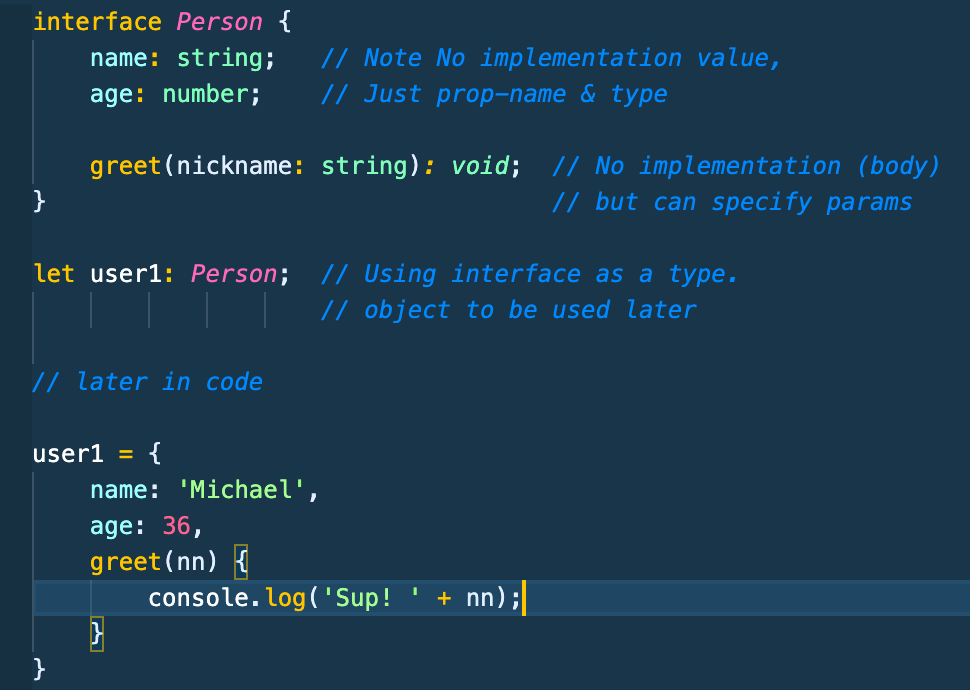 interface Person {
    name: string;   // Note No implementation value,
    age: number;    // Just prop-name & type

    greet(nickname: string): void;  // No implementation (body)
}                                   // but can specify params

let user1: Person;  // Using interface as a type.
                    // object to be used later

// later in code

user1 = {
    name: 'Michael',
    age: 36,
    greet(nn) {
        console.log('Sup! ' + nn);
    }
}